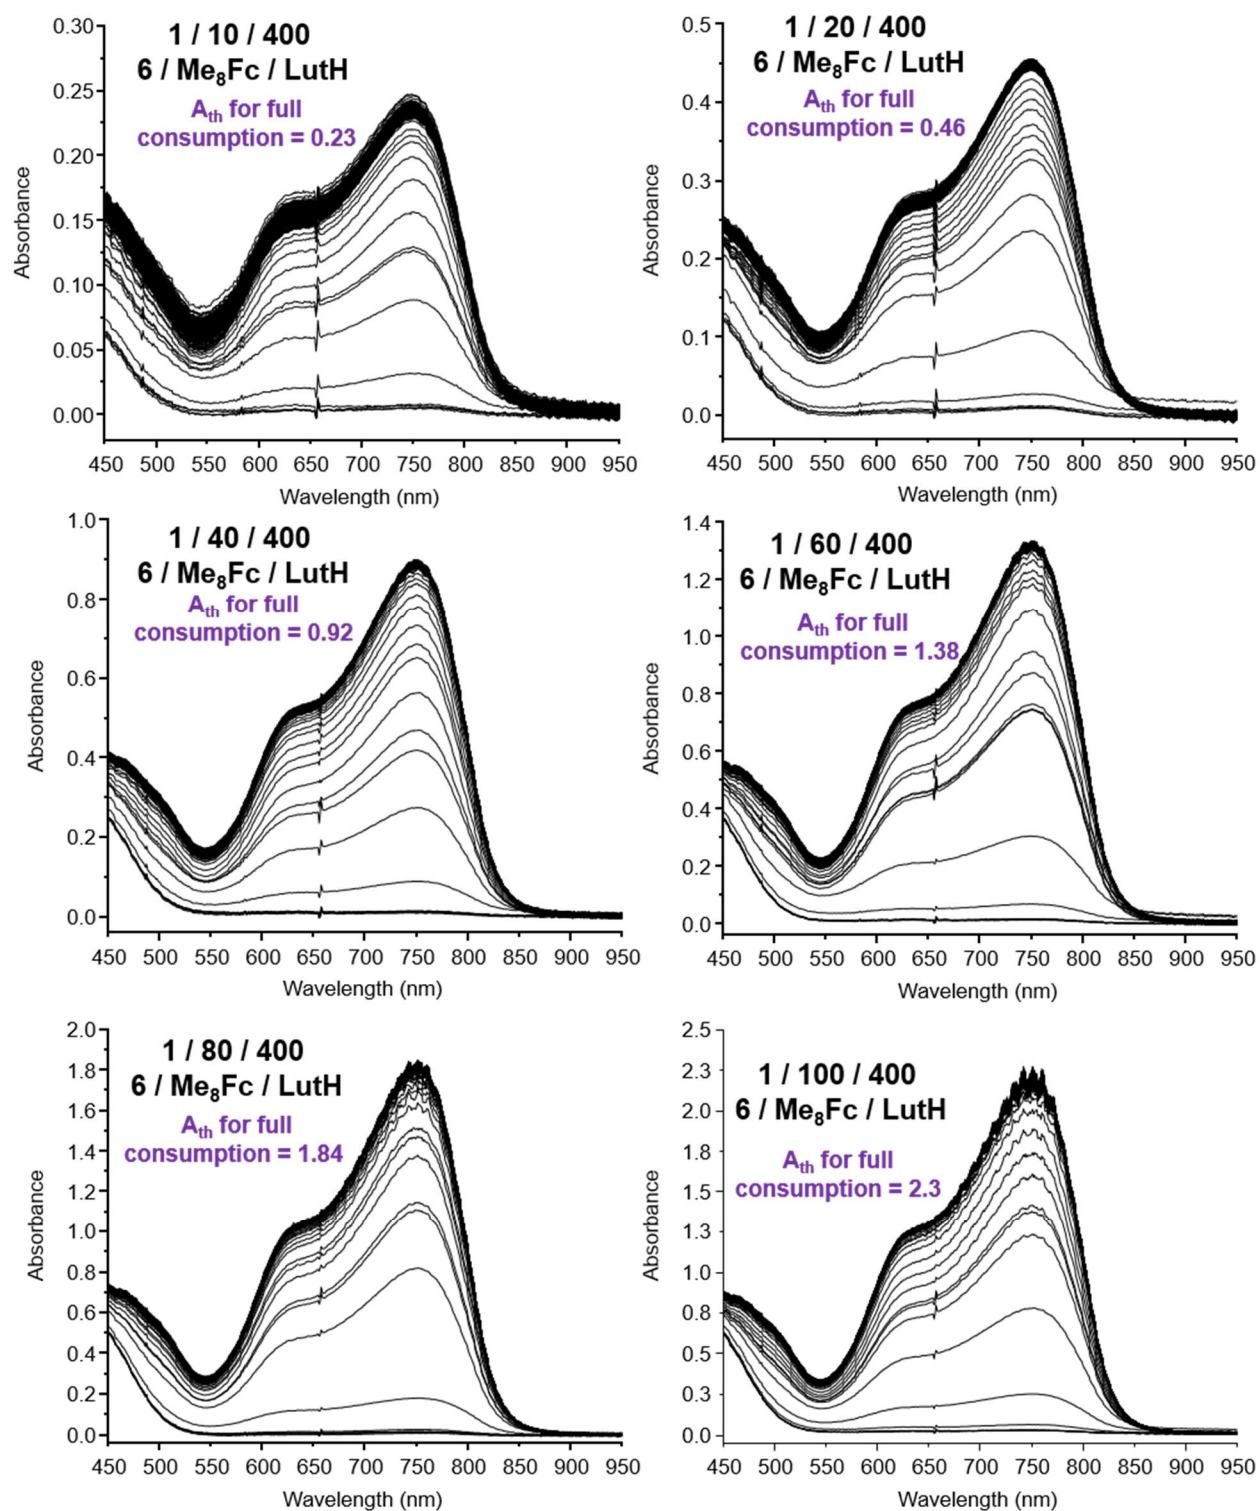 0.30
0.25
0.20
0.15
0.10
0.05
0.00
Absorbance
1 / 10 / 400
6 / Me₈Fc / LutH
Aₜₕ for full
consumption = 0.23
450 500 550 600 650 700 750 800 850 900 950
Wavelength (nm)
0.5
0.4
0.3
0.2
0.1
0.0
Absorbance
1 / 20 / 400
6 / Me₈Fc / LutH
Aₜₕ for full
consumption = 0.46
450 500 550 600 650 700 750 800 850 900 950
Wavelength (nm)
1.0
0.8
0.6
0.4
0.2
0.0
Absorbance
1 / 40 / 400
6 / Me₈Fc / LutH
Aₜₕ for full
consumption = 0.92
450 500 550 600 650 700 750 800 850 900 950
Wavelength (nm)
1.4
1.2
1.0
0.8
0.6
0.4
0.2
0.0
Absorbance
1 / 60 / 400
6 / Me₈Fc / LutH
Aₜₕ for full
consumption = 1.38
450 500 550 600 650 700 750 800 850 900 950
Wavelength (nm)
2.0
1.8
1.6
1.4
1.2
1.0
0.8
0.6
0.4
0.2
0.0
Absorbance
1 / 80 / 400
6 / Me₈Fc / LutH
Aₜₕ for full
consumption = 1.84
450 500 550 600 650 700 750 800 850 900 950
Wavelength (nm)
2.5
2.3
2.0
1.8
1.5
1.3
1.0
0.8
0.5
0.3
0.0
Absorbance
1 / 100 / 400
6 / Me₈Fc / LutH
Aₜₕ for full
consumption = 2.3
450 500 550 600 650 700 750 800 850 900 950
Wavelength (nm)